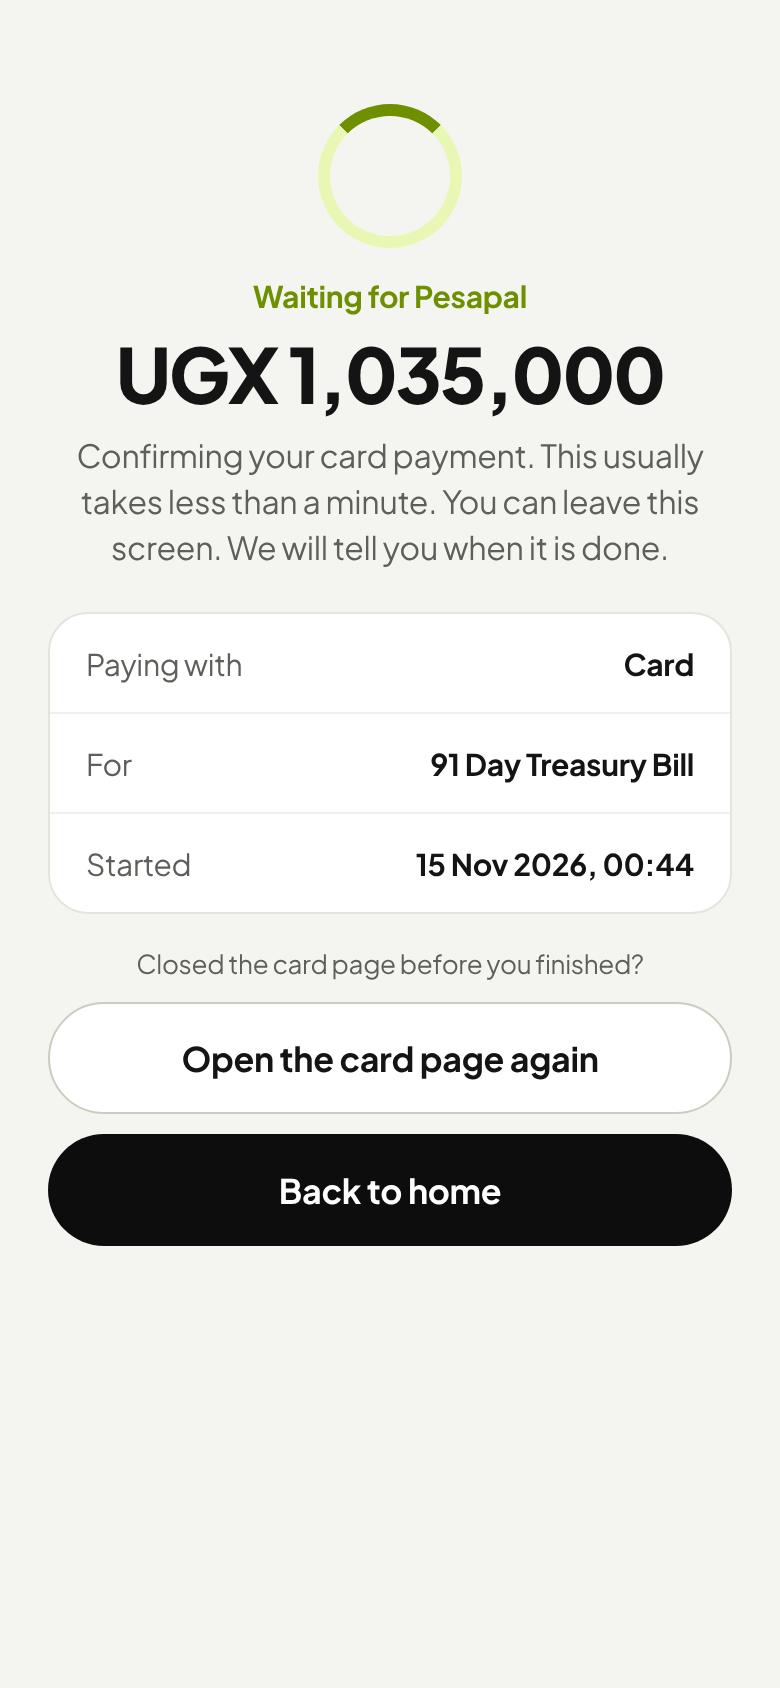 Waiting for Pesapal
UGX 1,035,000
Confirming your card payment. This usually
takes less than a minute. You can leave this
screen. We will tell you when it is done.
Paying with Card
For 91 Day Treasury Bill
Started 15 Nov 2026, 00:44
Closed the card page before you finished?
Open the card page again
Back to home